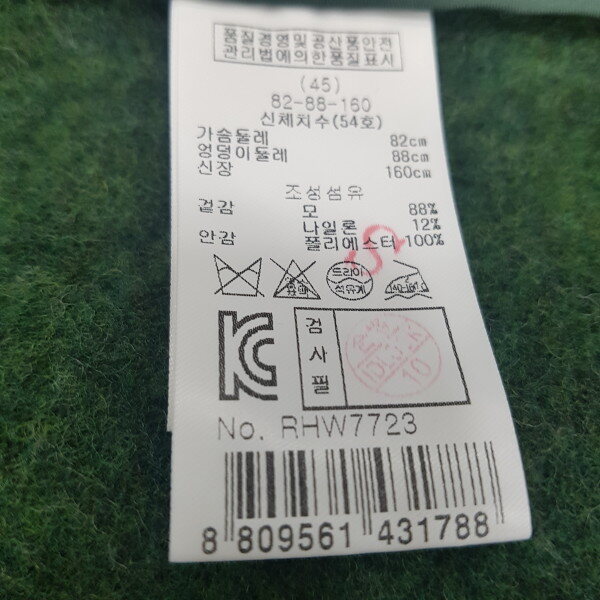 품질경영및공산품안전
관리법에의한품질표시
(45)
82-88-160
신체치수(54호)
가슴둘레 82cm
엉덩이둘레 88cm
신장 160cm
조성섬유
겉감 모 88%
나일론 12%
안감 폴리에스터 100%
S
드라이
석유계
검사필
No. RHW7723
8 809561 431788